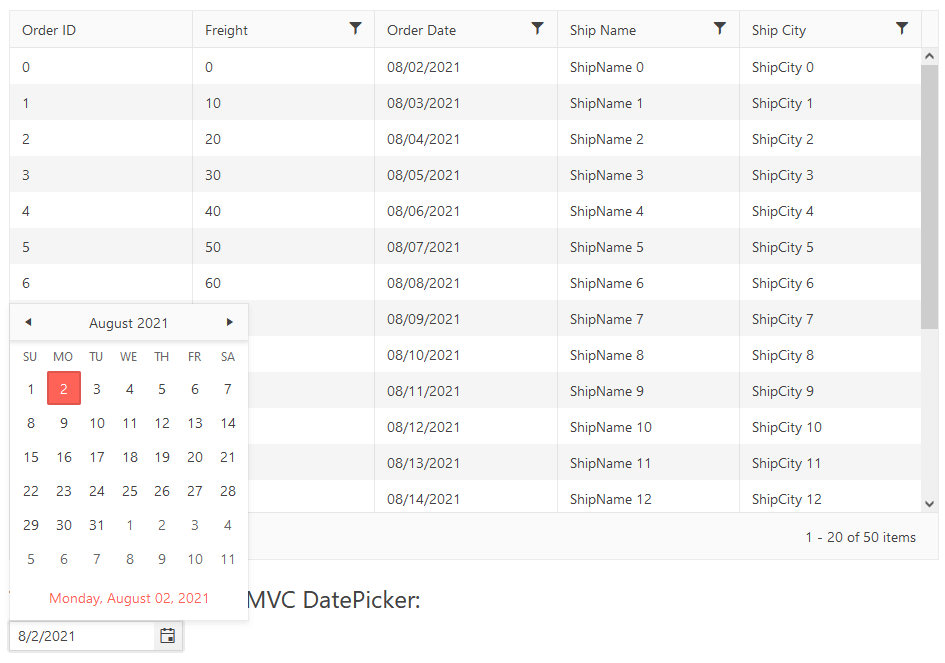 Order ID Freight Order Date Ship Name Ship City
0 0 08/02/2021 ShipName 0 ShipCity 0
1 10 08/03/2021 ShipName 1 ShipCity 1
2 20 08/04/2021 ShipName 2 ShipCity 2
3 30 08/05/2021 ShipName 3 ShipCity 3
4 40 08/06/2021 ShipName 4 ShipCity 4
5 50 08/07/2021 ShipName 5 ShipCity 5
6 60 08/08/2021 ShipName 6 ShipCity 6
08/09/2021 ShipName 7 ShipCity 7
08/10/2021 ShipName 8 ShipCity 8
08/11/2021 ShipName 9 ShipCity 9
08/12/2021 ShipName 10 ShipCity 10
08/13/2021 ShipName 11 ShipCity 11
08/14/2021 ShipName 12 ShipCity 12
1 - 20 of 50 items
August 2021
SU MO TU WE TH FR SA
1 2 3 4 5 6 7
8 9 10 11 12 13 14
15 16 17 18 19 20 21
22 23 24 25 26 27 28
29 30 31 1 2 3 4
5 6 7 8 9 10 11
Monday, August 02, 2021
MVC DatePicker:
8/2/2021